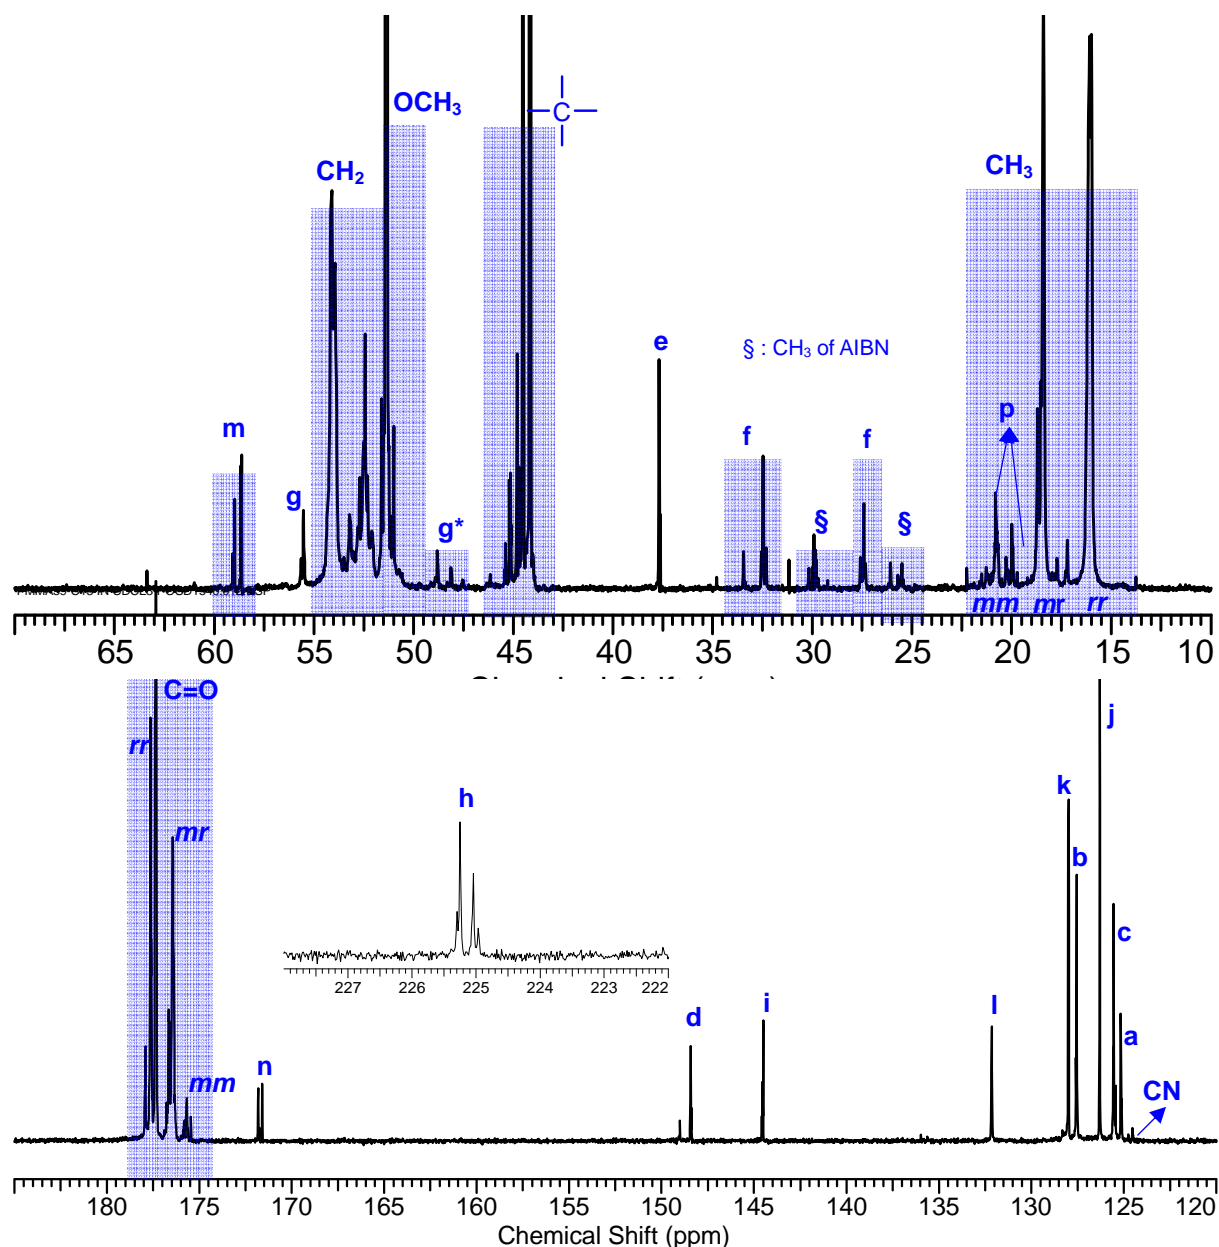 OCH₃
C
CH₂
CH₃
e
§ : CH₃ of AIBN
p
m
f
f
g
g*
§
§
mm
mr
rr
65 60 55 50 45 40 35 30 25 20 15 10
C=O
j
rr
k
h
mr
b
c
227 226 225 224 223 222
d
i
l
a
n
mm
CN
180 175 170 165 160 155 150 145 140 135 130 125 120
Chemical Shift (ppm)